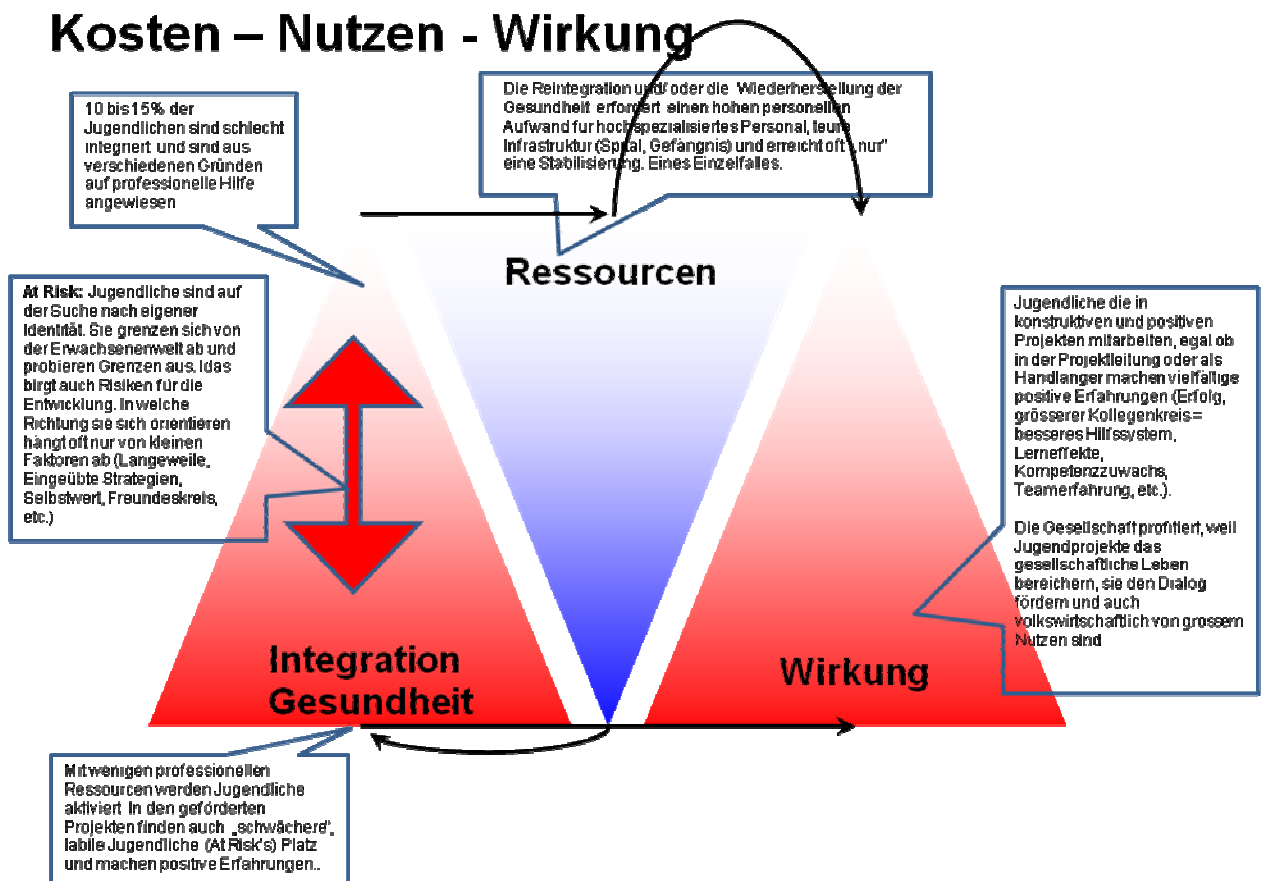 Kosten – Nutzen - Wirkung
10 bis 15% der
Jugendlichen sind schlecht
integriert und sind aus
verschiedenen Gründen
auf professionelle Hilfe
angewiesen
Die Reintegration und/oder die Wiederherstellung der
Gesundheit erfordert einen hohen personellen
Aufwand fur hochspezialisiertes Personal, teure
Infrastruktur (Spital, Gefängnis) und erreicht oft „nur"
eine Stabilisierung. Eines Einzelfalles.
Ressourcen
At Risk: Jugendliche sind auf
der Suche nach eigener
Identität. Sie grenzen sich von
der Erwachsenenwelt ab und
probieren Grenzen aus. Idas
birgt auch Risiken für die
Entwicklung. In welche
Richtung sie sich orientieren
hängt oft nur von kleinen
Faktoren ab (Langeweile,
Eingeübte Strategien,
Selbstwert, Freundeskreis,
etc.)
Jugendliche die in
konstruktiven und positiven
Projekten mitarbeiten, egal ob
in der Projektleitung oder als
Handlanger machen vielfältige
positive Erfahrungen (Erfolg,
grösserer Kollegenkreis =
besseres Hilfssystem,
Lerneffekte,
Kompetenzzuwachs,
Teamerfahrung, etc.).
Die Gesellschaft profitiert, weil
Jugendprojekte das
gesellschaftliche Leben
bereichern, sie den Dialog
fördern und auch
volkswirtschaftlich von grossem
Nutzen sind
Integration
Gesundheit
Wirkung
Mit wenigen professionellen
Ressourcen werden Jugendliche
aktiviert. In den geförderten
Projekten finden auch „schwächere",
labile Jugendliche (At Risk's) Platz
und machen positive Erfahrungen..